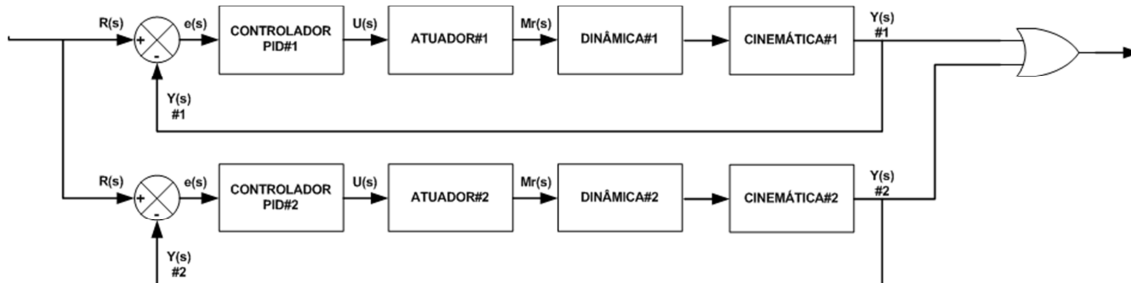 R(s)
+
-
e(s)
CONTROLADOR
PID#1
U(s)
ATUADOR#1
Mr(s)
DINÂMICA#1
CINEMÁTICA#1
Y(s)
#1
Y(s)
#1
R(s)
+
-
e(s)
CONTROLADOR
PID#2
U(s)
ATUADOR#2
Mr(s)
DINÂMICA#2
CINEMÁTICA#2
Y(s)
#2
Y(s)
#2